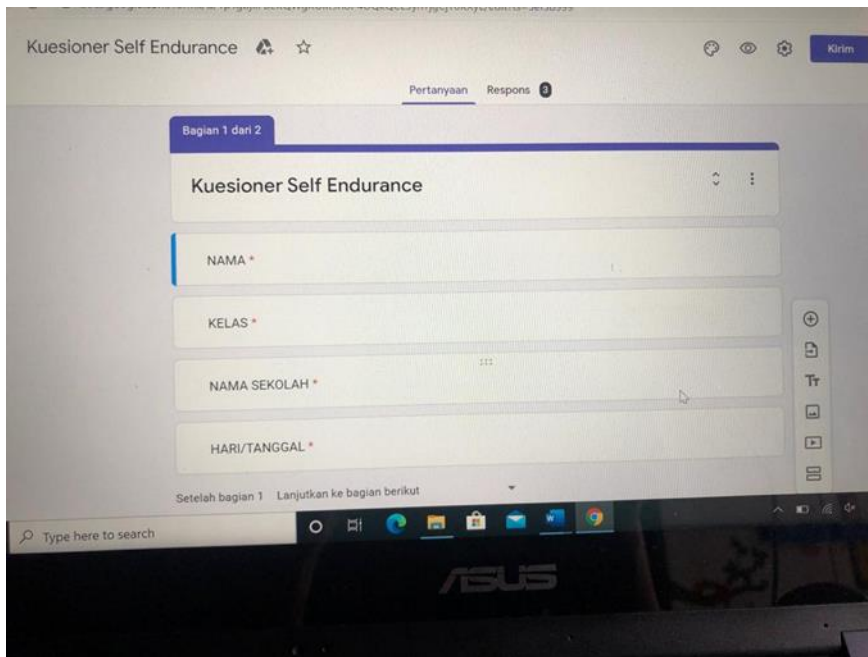 Kuesioner Self Endurance
Kirim
Pertanyaan Respons 3
Bagian 1 dari 2
Kuesioner Self Endurance
NAMA *
KELAS *
NAMA SEKOLAH *
HARI/TANGGAL *
Setelah bagian 1 Lanjutkan ke bagian berikut
Type here to search
ASUS